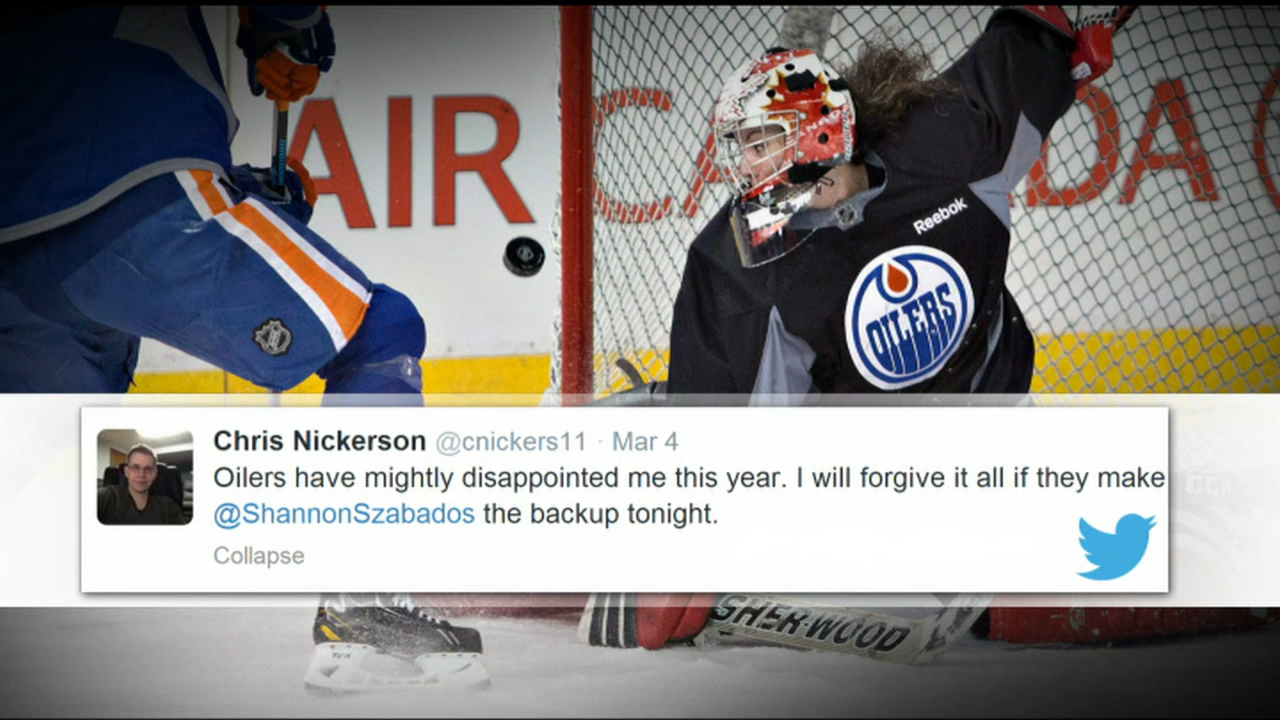 AIR CANADA
Reebok
OILERS
Chris Nickerson @cnickers11 · Mar 4
Oilers have mightly disappointed me this year. I will forgive it all if they make
@ShannonSzabados the backup tonight.
Collapse
SHER-WOOD